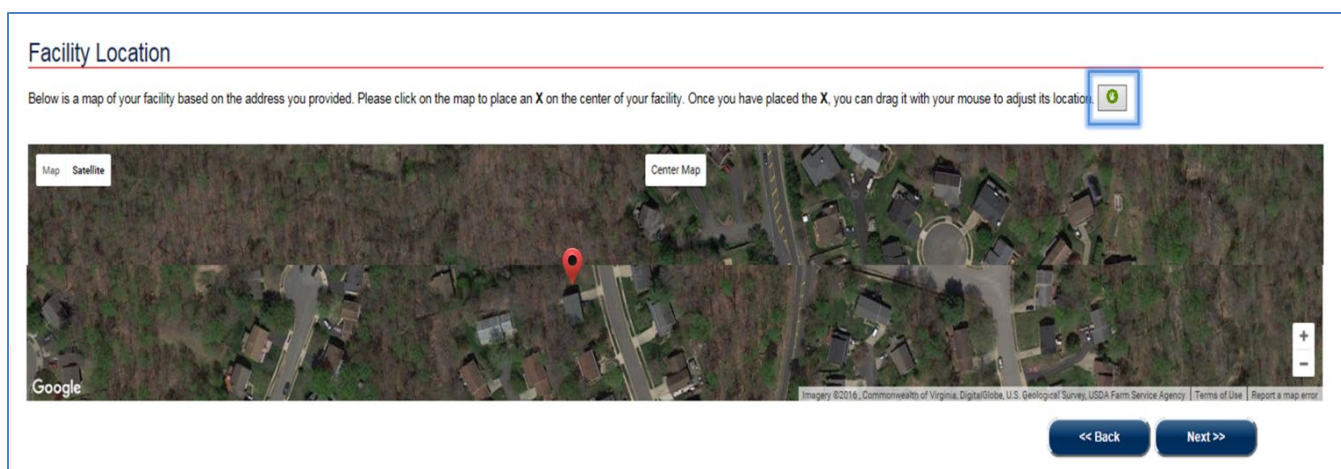 Facility Location
Below is a map of your facility based on the address you provided. Please click on the map to place an X on the center of your facility. Once you have placed the X, you can drag it with your mouse to adjust its location.
Map Satellite
Center Map
+
−
Google
Imagery ©2016 , Commonwealth of Virginia, DigitalGlobe, U.S. Geological Survey, USDA Farm Service Agency Terms of Use Report a map error
<< Back Next >>